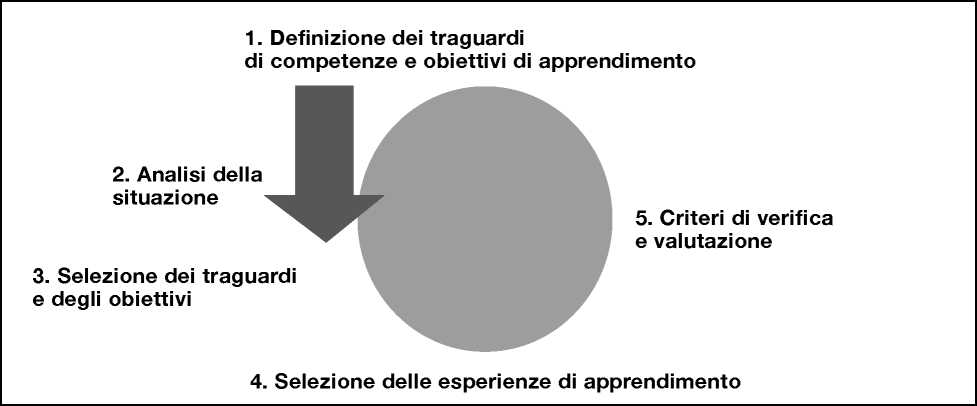 1. Definizione dei traguardi
di competenze e obiettivi di apprendimento
2. Analisi della
situazione
3. Selezione dei traguardi
e degli obiettivi
4. Selezione delle esperienze di apprendimento
5. Criteri di verifica
e valutazione